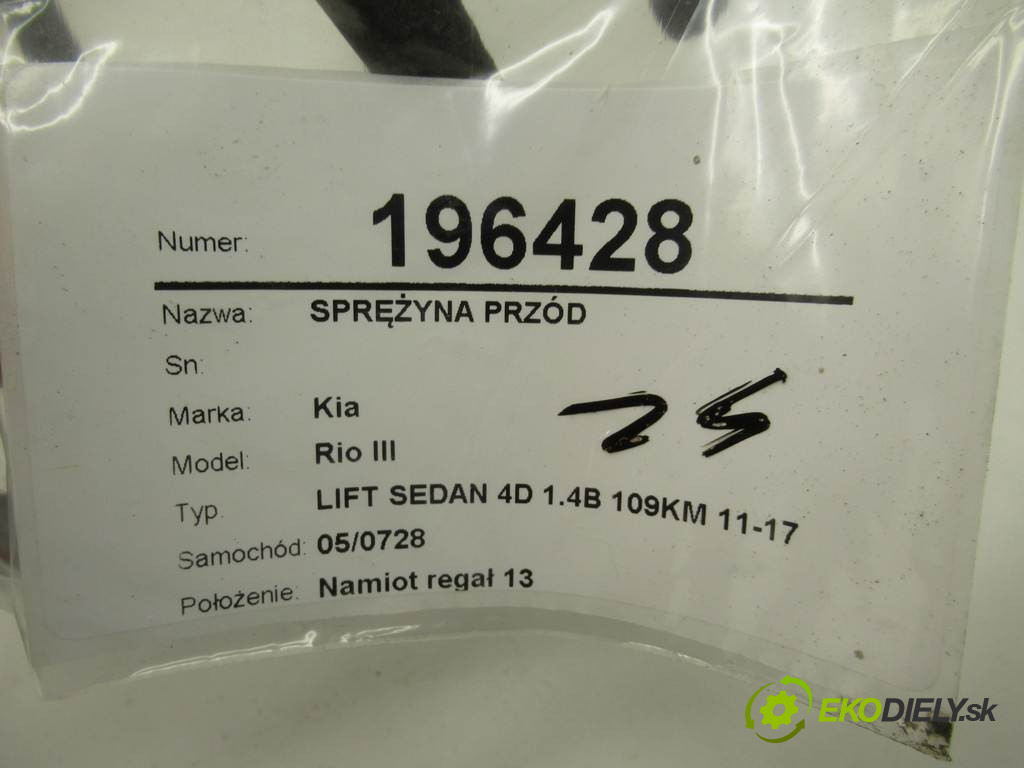 Numer: 196428
Nazwa: SPRĘŻYNA PRZÓD
Sn:
Marka: Kia
Model: Rio III
Typ: LIFT SEDAN 4D 1.4B 109KM 11-17
Samochód: 05/0728
Położenie: Namiot regał 13
25
EKODIELY.sk